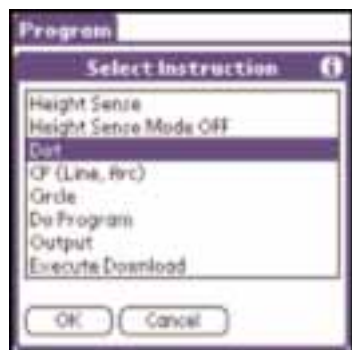 Program
Select Instruction
Height Sense
Height Sense Mode OFF
Dot
CP (Line, Arc)
Circle
Do Program
Output
Execute Download
OK Cancel